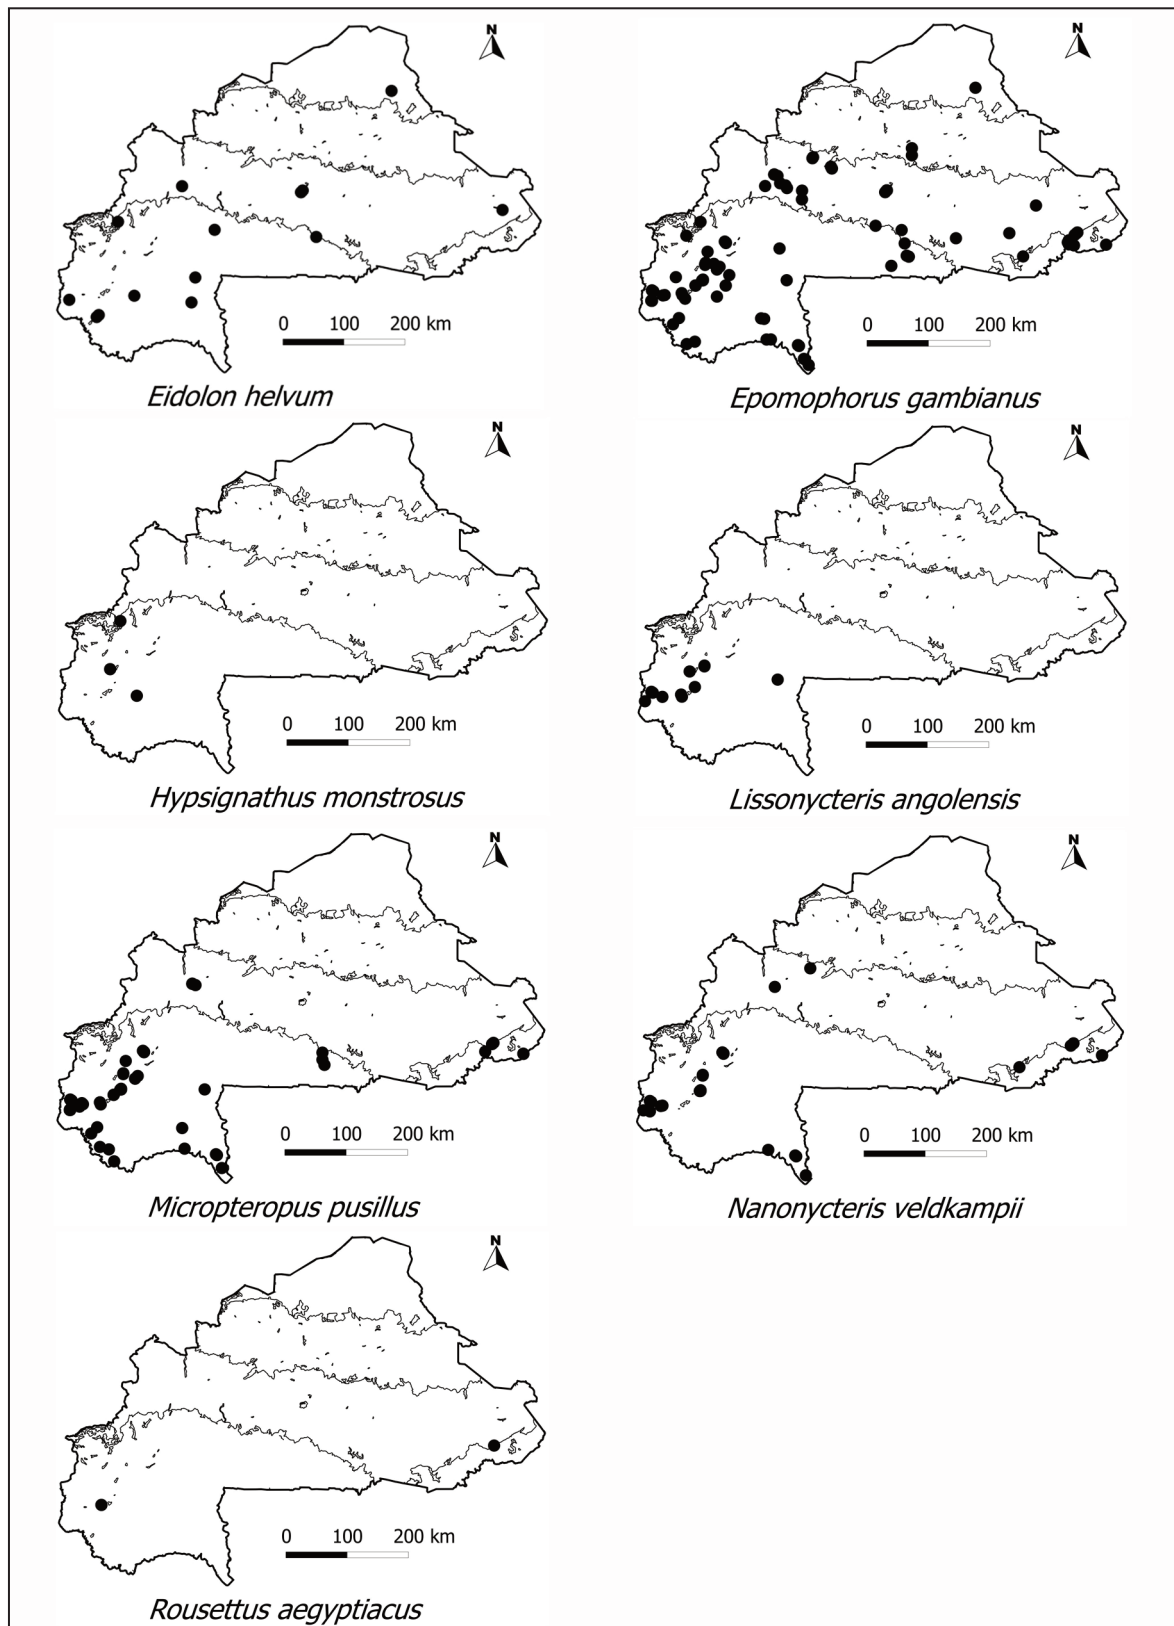 N
0 100 200 km
Eidolon helvum
N
0 100 200 km
Epomophorus gambianus
N
0 100 200 km
Hypsignathus monstrosus
N
0 100 200 km
Lissonycteris angolensis
N
0 100 200 km
Micropteropus pusillus
N
0 100 200 km
Nanonycteris veldkampii
N
0 100 200 km
Rousettus aegyptiacus